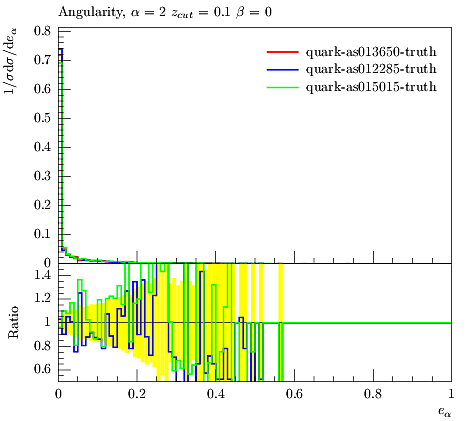 Angularity, α = 2 z_cut = 0.1 β = 0
1/σdσ/de_α
0.8
0.7
0.6
0.5
0.4
0.3
0.2
0.1
0
quark-as013650-truth
quark-as012285-truth
quark-as015015-truth
Ratio
1.4
1.2
1
0.8
0.6
0 0.2 0.4 0.6 0.8 1
e_α